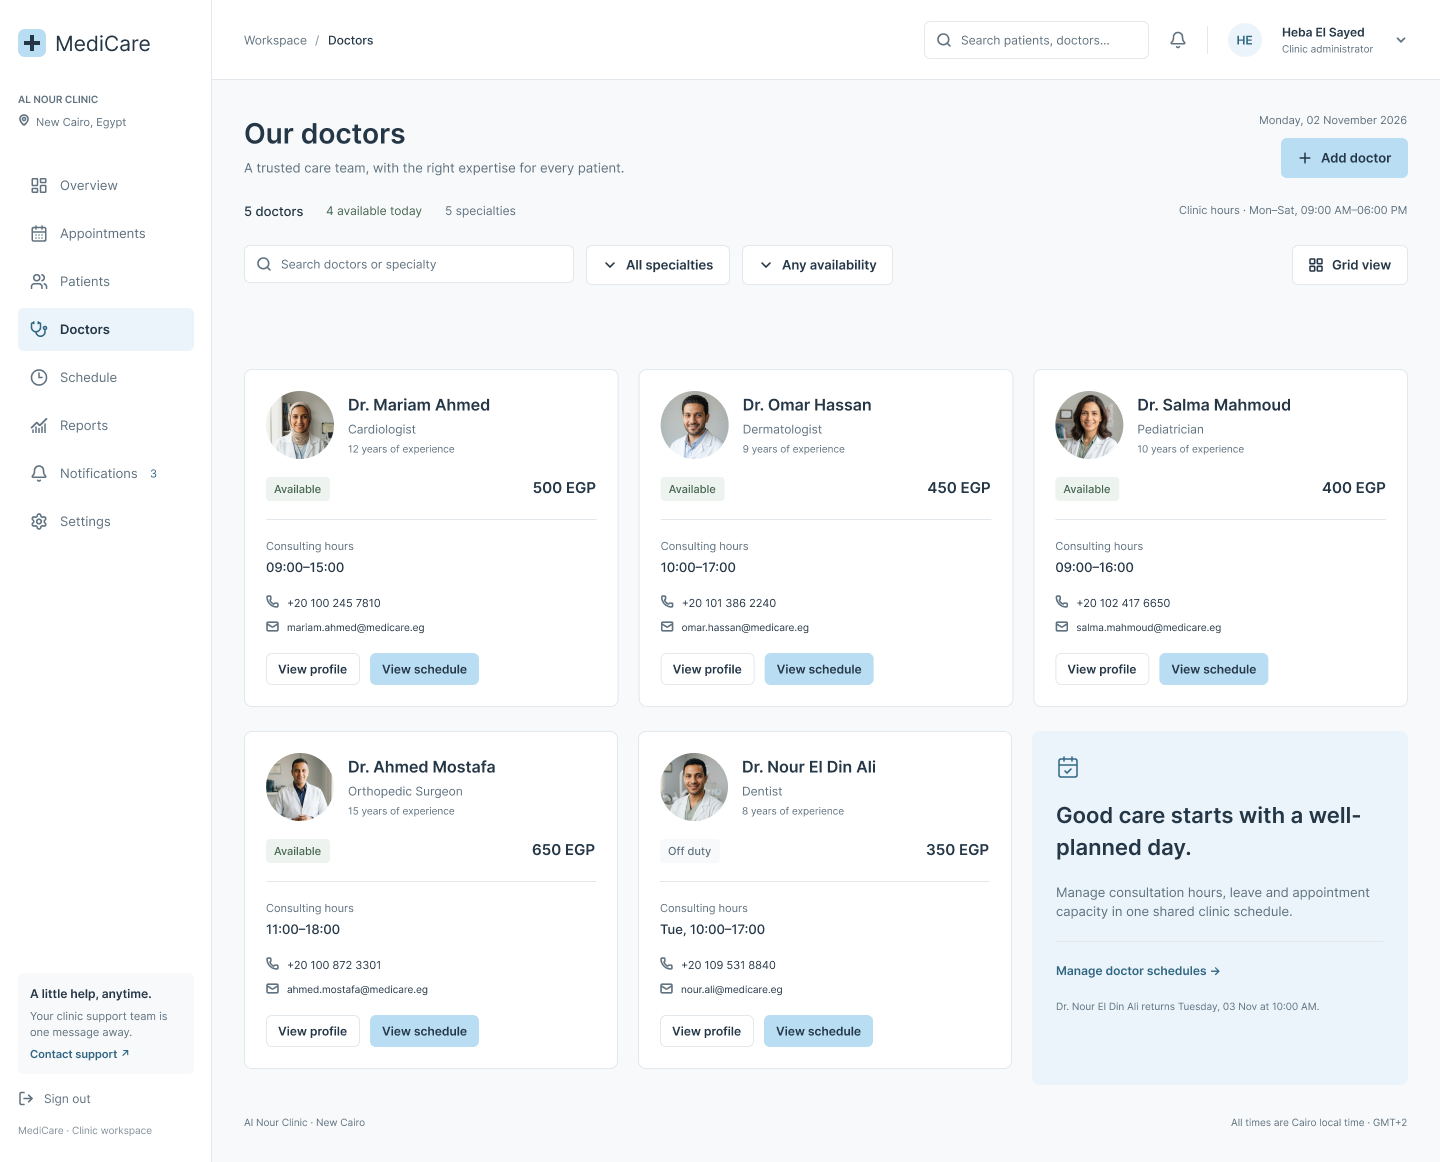 MediCare
AL NOUR CLINIC
New Cairo, Egypt
Overview
Appointments
Patients
Doctors
Schedule
Reports
Notifications 3
Settings
A little help, anytime.
Your clinic support team is
one message away.
Contact support ↗
Sign out
MediCare · Clinic workspace
Workspace / Doctors
Search patients, doctors...
HE
Heba El Sayed
Clinic administrator
Our doctors
A trusted care team, with the right expertise for every patient.
Monday, 02 November 2026
+ Add doctor
5 doctors 4 available today 5 specialties
Clinic hours · Mon–Sat, 09:00 AM–06:00 PM
Search doctors or specialty
All specialties
Any availability
Grid view
Dr. Mariam Ahmed
Cardiologist
12 years of experience
Available
500 EGP
Consulting hours
09:00–15:00
+20 100 245 7810
mariam.ahmed@medicare.eg
View profile
View schedule
Dr. Omar Hassan
Dermatologist
9 years of experience
Available
450 EGP
Consulting hours
10:00–17:00
+20 101 386 2240
omar.hassan@medicare.eg
View profile
View schedule
Dr. Salma Mahmoud
Pediatrician
10 years of experience
Available
400 EGP
Consulting hours
09:00–16:00
+20 102 417 6650
salma.mahmoud@medicare.eg
View profile
View schedule
Dr. Ahmed Mostafa
Orthopedic Surgeon
15 years of experience
Available
650 EGP
Consulting hours
11:00–18:00
+20 100 872 3301
ahmed.mostafa@medicare.eg
View profile
View schedule
Dr. Nour El Din Ali
Dentist
8 years of experience
Off duty
350 EGP
Consulting hours
Tue, 10:00–17:00
+20 109 531 8840
nour.ali@medicare.eg
View profile
View schedule
Good care starts with a well-
planned day.
Manage consultation hours, leave and appointment
capacity in one shared clinic schedule.
Manage doctor schedules →
Dr. Nour El Din Ali returns Tuesday, 03 Nov at 10:00 AM.
Al Nour Clinic · New Cairo
All times are Cairo local time · GMT+2